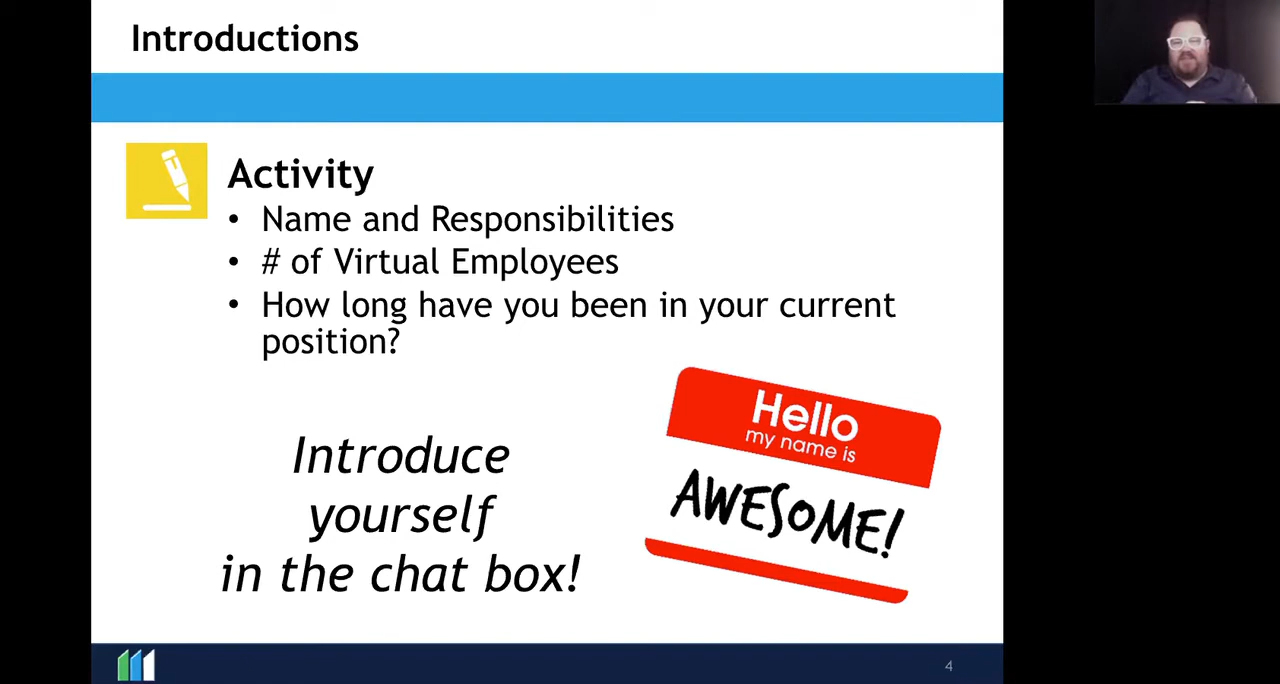 Introductions
Activity
• Name and Responsibilities
• # of Virtual Employees
• How long have you been in your current
position?
Introduce
yourself
in the chat box!
Hello
my name is
AWESOME!
4